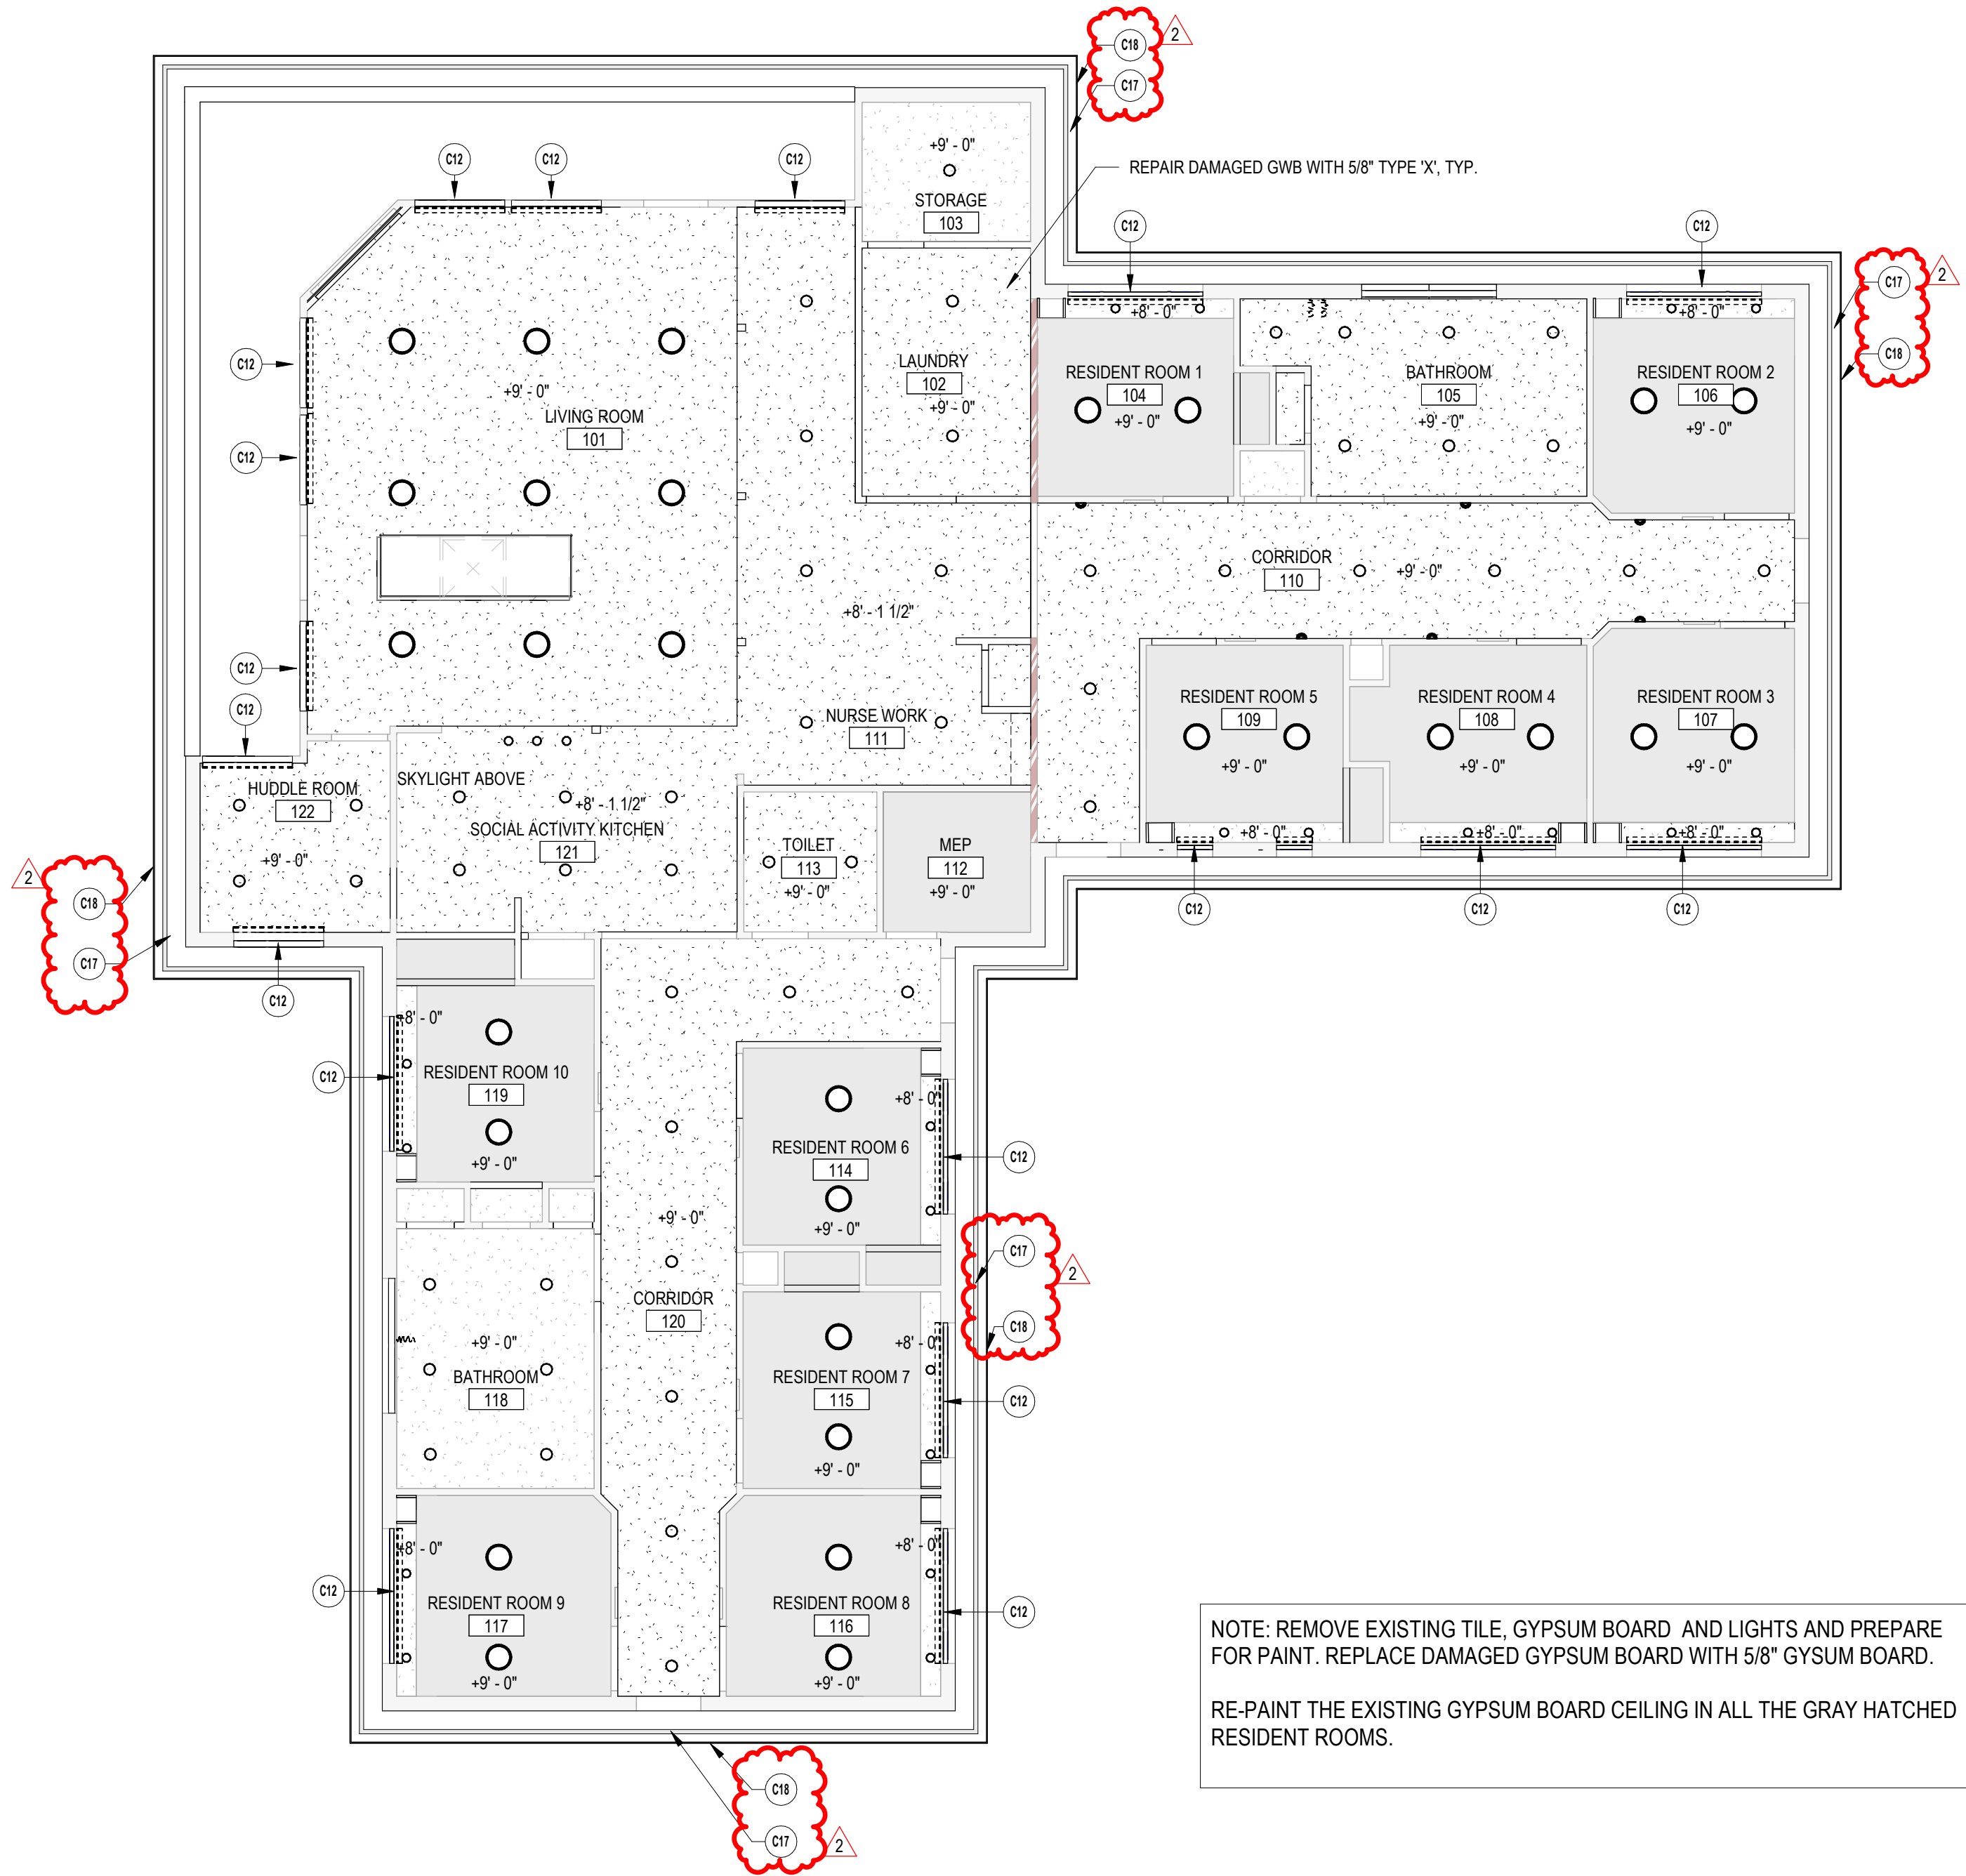 C18
2
C17
C12
C12
C12
+9' - 0"
STORAGE
103
REPAIR DAMAGED GWB WITH 5/8" TYPE 'X', TYP.
C12
C12
C17
2
C18
+8' - 0"
+8' - 0"
C12
+9' - 0"
LIVING ROOM
101
C12
LAUNDRY
102
+9' - 0"
RESIDENT ROOM 1
104
+9' - 0"
BATHROOM
105
+9' - 0"
RESIDENT ROOM 2
106
+9' - 0"
CORRIDOR
110
+9' - 0"
+8' - 1 1/2"
C12
C12
NURSE WORK
111
RESIDENT ROOM 5
109
+9' - 0"
RESIDENT ROOM 4
108
+9' - 0"
RESIDENT ROOM 3
107
+9' - 0"
HUDDLE ROOM
122
+9' - 0"
SKYLIGHT ABOVE
+8' - 1 1/2"
SOCIAL ACTIVITY KITCHEN
121
TOILET
113
+9' - 0"
MEP
112
+9' - 0"
+8' - 0"
+8' - 0"
+8' - 0"
C12
C12
C12
2
C18
C17
C12
+8' - 0"
C12
RESIDENT ROOM 10
119
+9' - 0"
+8' - 0"
RESIDENT ROOM 6
114
+9' - 0"
C12
+9' - 0"
CORRIDOR
120
C17
2
C18
+9' - 0"
BATHROOM
118
+8' - 0"
RESIDENT ROOM 7
115
+9' - 0"
C12
+8' - 0"
C12
RESIDENT ROOM 9
117
+9' - 0"
+8' - 0"
RESIDENT ROOM 8
116
+9' - 0"
C12
C18
C17
2
NOTE: REMOVE EXISTING TILE, GYPSUM BOARD AND LIGHTS AND PREPARE
FOR PAINT. REPLACE DAMAGED GYPSUM BOARD WITH 5/8" GYSUM BOARD.
RE-PAINT THE EXISTING GYPSUM BOARD CEILING IN ALL THE GRAY HATCHED
RESIDENT ROOMS.